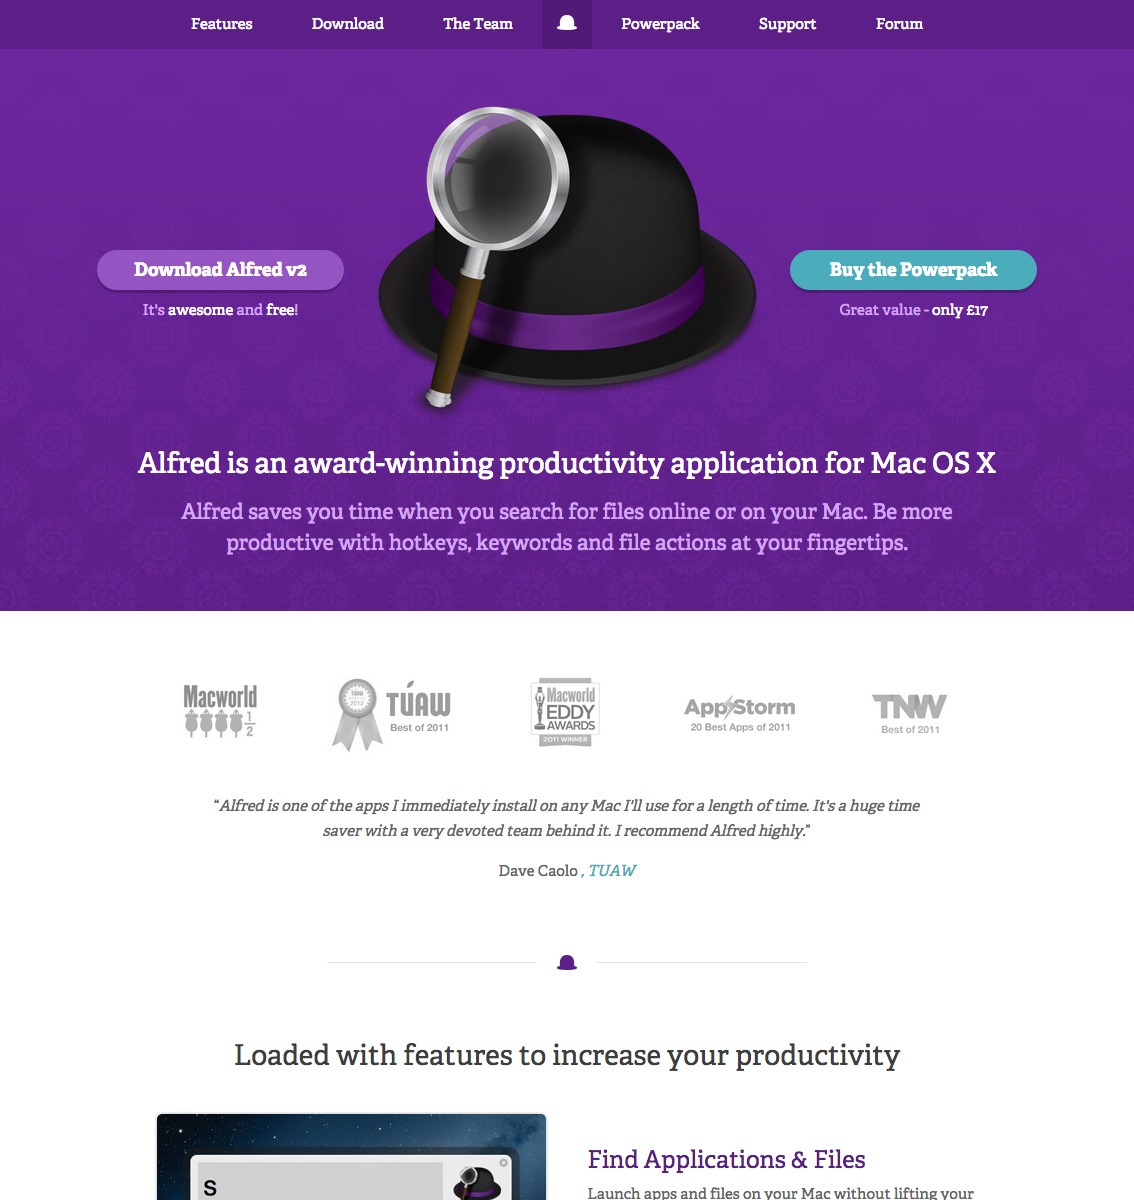 Features Download The Team Powerpack Support Forum
Download Alfred v2
It's awesome and free!
Buy the Powerpack
Great value - only £17
Alfred is an award-winning productivity application for Mac OS X
Alfred saves you time when you search for files online or on your Mac. Be more
productive with hotkeys, keywords and file actions at your fingertips.
Macworld
1/2
TUAW
2012
TÚAW
Best of 2011
Macworld
EDDY
AWARDS
2011 WINNER
AppStorm
20 Best Apps of 2011
TNW
Best of 2011
“Alfred is one of the apps I immediately install on any Mac I'll use for a length of time. It's a huge time
saver with a very devoted team behind it. I recommend Alfred highly.”
Dave Caolo , TUAW
Loaded with features to increase your productivity
s
Find Applications & Files
Launch apps and files on your Mac without lifting your